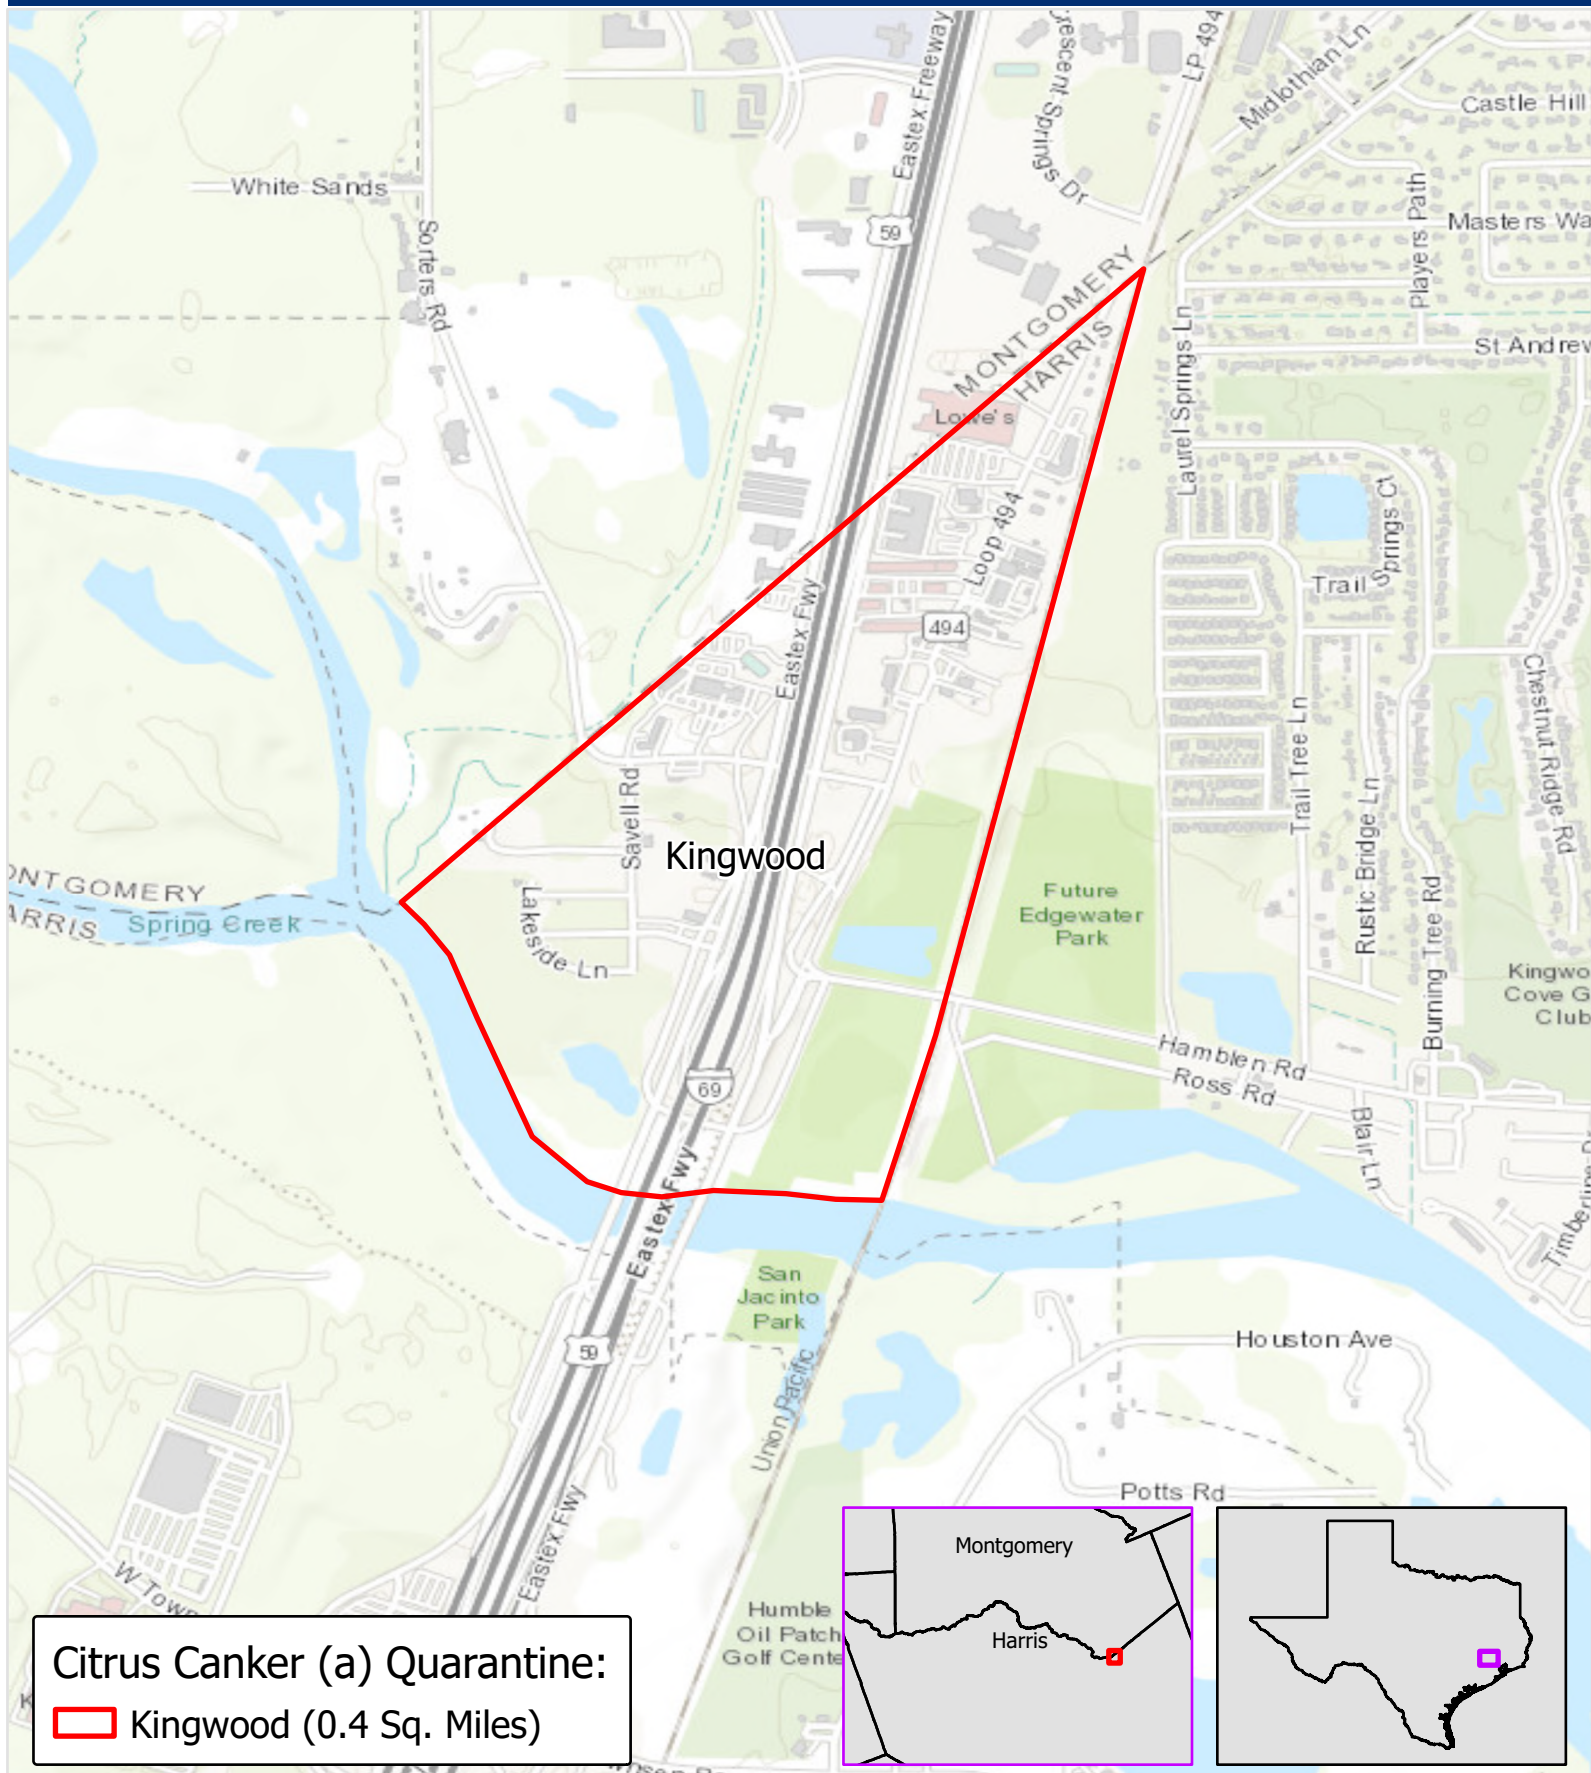 Eastex Freeway
Crescent Springs Dr
LP 494
Midlothian Ln
Castle Hill
White Sands
Sorters Rd
59
Players Path
Masters Wa
MONTGOMERY
HARRIS
Laurel Springs Ln
St Andrew
Lowe's
Loop 494
Trail Springs Ct
Eastex Fwy
494
Chestnut Ridge Rd
Trail Tree Ln
Rustic Bridge Ln
Savell Rd
Kingwood
Lakeside Ln
Future
Edgewater
Park
Burning Tree Rd
ONTGOMERY
ARRIS
Spring Creek
Kingwo
Cove G
Club
Hamblen Rd
Ross Rd
69
Blair Ln
Eastex Fwy
San
Jacinto
Park
Houston Ave
59
Union Pacific
Potts Rd
Eastex Fwy
W Town
Humble
Oil Patch
Golf Cente
Montgomery
Harris
Citrus Canker (a) Quarantine:
Kingwood (0.4 Sq. Miles)